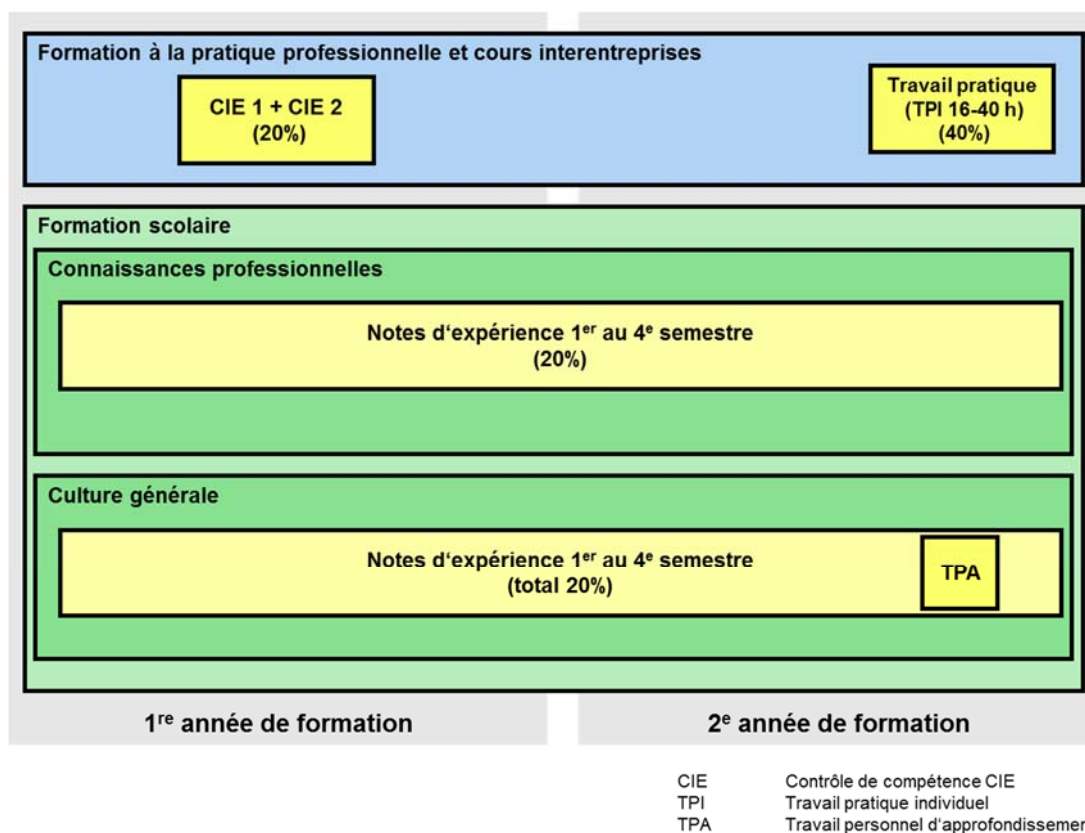 Formation à la pratique professionnelle et cours interentreprises
CIE 1 + CIE 2
(20%)
Travail pratique
(TPI 16-40 h)
(40%)
Formation scolaire
Connaissances professionnelles
Notes d‘expérience 1er au 4e semestre
(20%)
Culture générale
Notes d‘expérience 1er au 4e semestre
(total 20%)
TPA
1re année de formation
2e année de formation
CIE Contrôle de compétence CIE
TPI Travail pratique individuel
TPA Travail personnel d‘approfondissemen